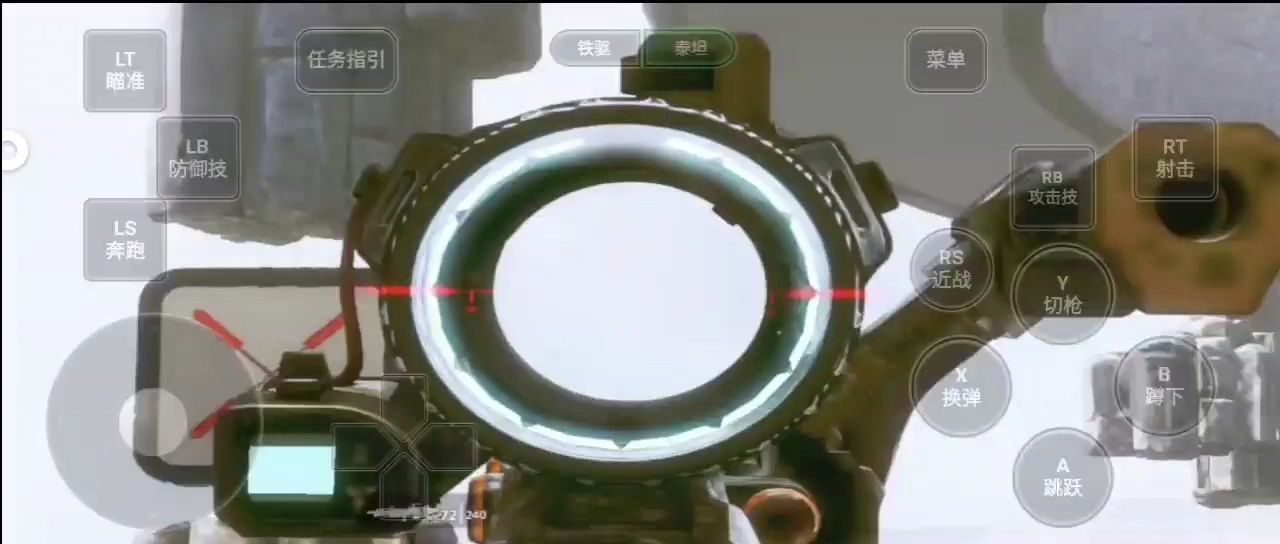 LT
瞄准
任务指引
铁驱
泰坦
菜单
LB
防御技
RT
射击
RB
攻击技
LS
奔跑
RS
近战
Y
切枪
X
换弹
B
蹲下
A
跳跃
272 | 240